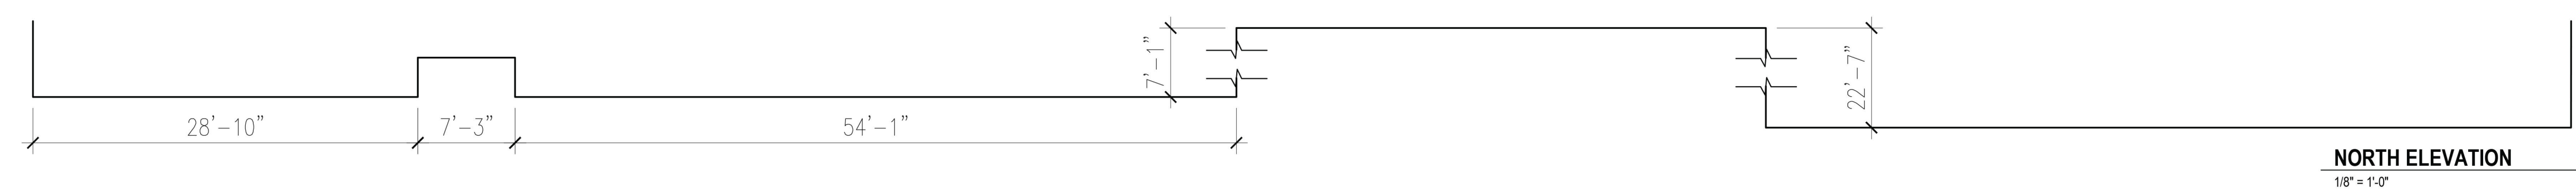 7'-1"
22'-7"
28'-10"
7'-3"
54'-1"
NORTH ELEVATION
1/8" = 1'-0"